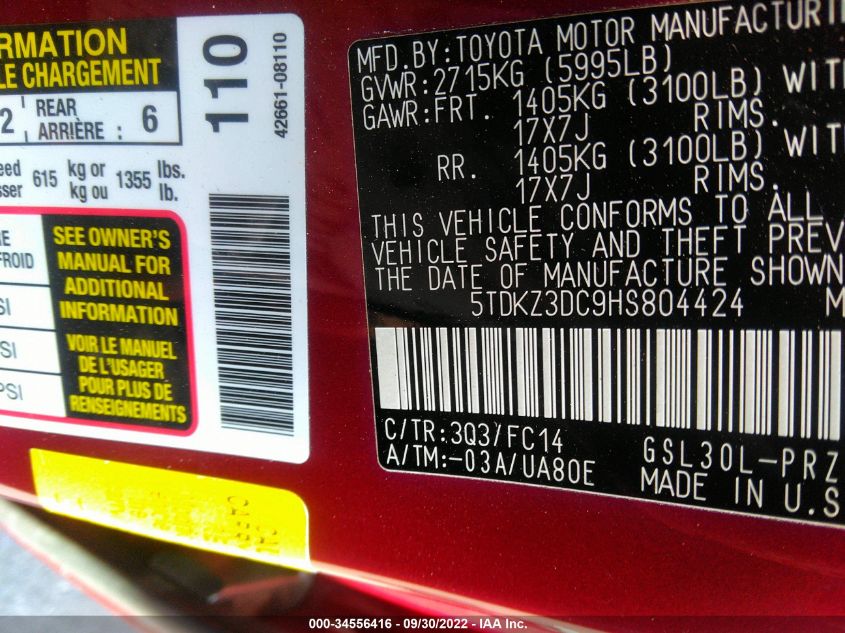 ORMATION
LE CHARGEMENT
2 REAR ARRIÈRE : 6
110
42661-08110
615 kg or kg ou 1355 lbs. lb.
FROID
SEE OWNER'S
MANUAL FOR
ADDITIONAL
INFORMATION
VOIR LE MANUEL
DE L'USAGER
POUR PLUS DE
RENSEIGNEMENTS
PSI
MFD.BY:TOYOTA MOTOR MANUFACTURI
GVWR:2715KG (5995LB)
GAWR:FRT. 1405KG (3100LB) WIT
17X7J RIMS.
RR. 1405KG (3100LB) WIT
17X7J RIMS.
THIS VEHICLE CONFORMS TO ALL
VEHICLE SAFETY AND THEFT PREV
THE DATE OF MANUFACTURE SHOWN
5TDKZ3DC9HS804424 M
C/TR:3Q3/FC14 GSL30L-PRZ
A/TM:-03A/UA80E MADE IN U.S
000-34556416 - 09/30/2022 - IAA Inc.